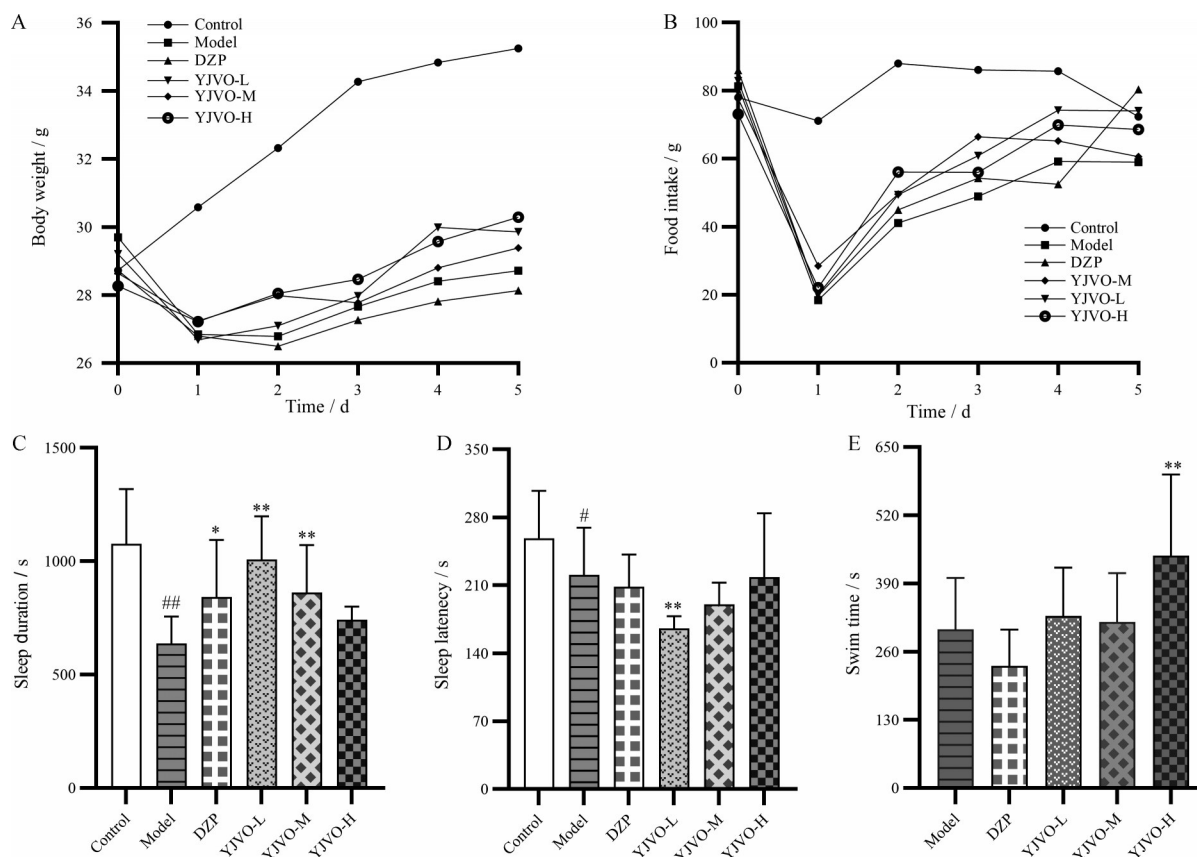 A
36
34
32
30
28
26
Body weight / g
0 1 2 3 4 5
Time / d
Control
Model
DZP
YJVO-L
YJVO-M
YJVO-H
B
100
80
60
40
20
0
Food intake / g
0 1 2 3 4 5
Time / d
Control
Model
DZP
YJVO-M
YJVO-L
YJVO-H
C
1500
1000
500
0
Sleep duration / s
##
*
**
**
Control Model DZP YJVO-L YJVO-M YJVO-H
D
350
280
210
140
70
0
Sleep latenecy / s
#
**
Control Model DZP YJVO-L YJVO-M YJVO-H
E
650
520
390
260
130
0
Swim time / s
**
Model DZP YJVO-L YJVO-M YJVO-H